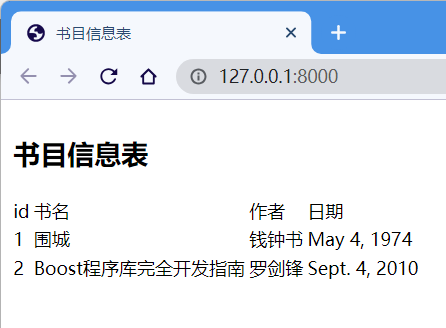 书目信息表
127.0.0.1:8000
书目信息表
id 书名 作者 日期
1 围城 钱钟书 May 4, 1974
2 Boost程序库完全开发指南 罗剑锋 Sept. 4, 2010